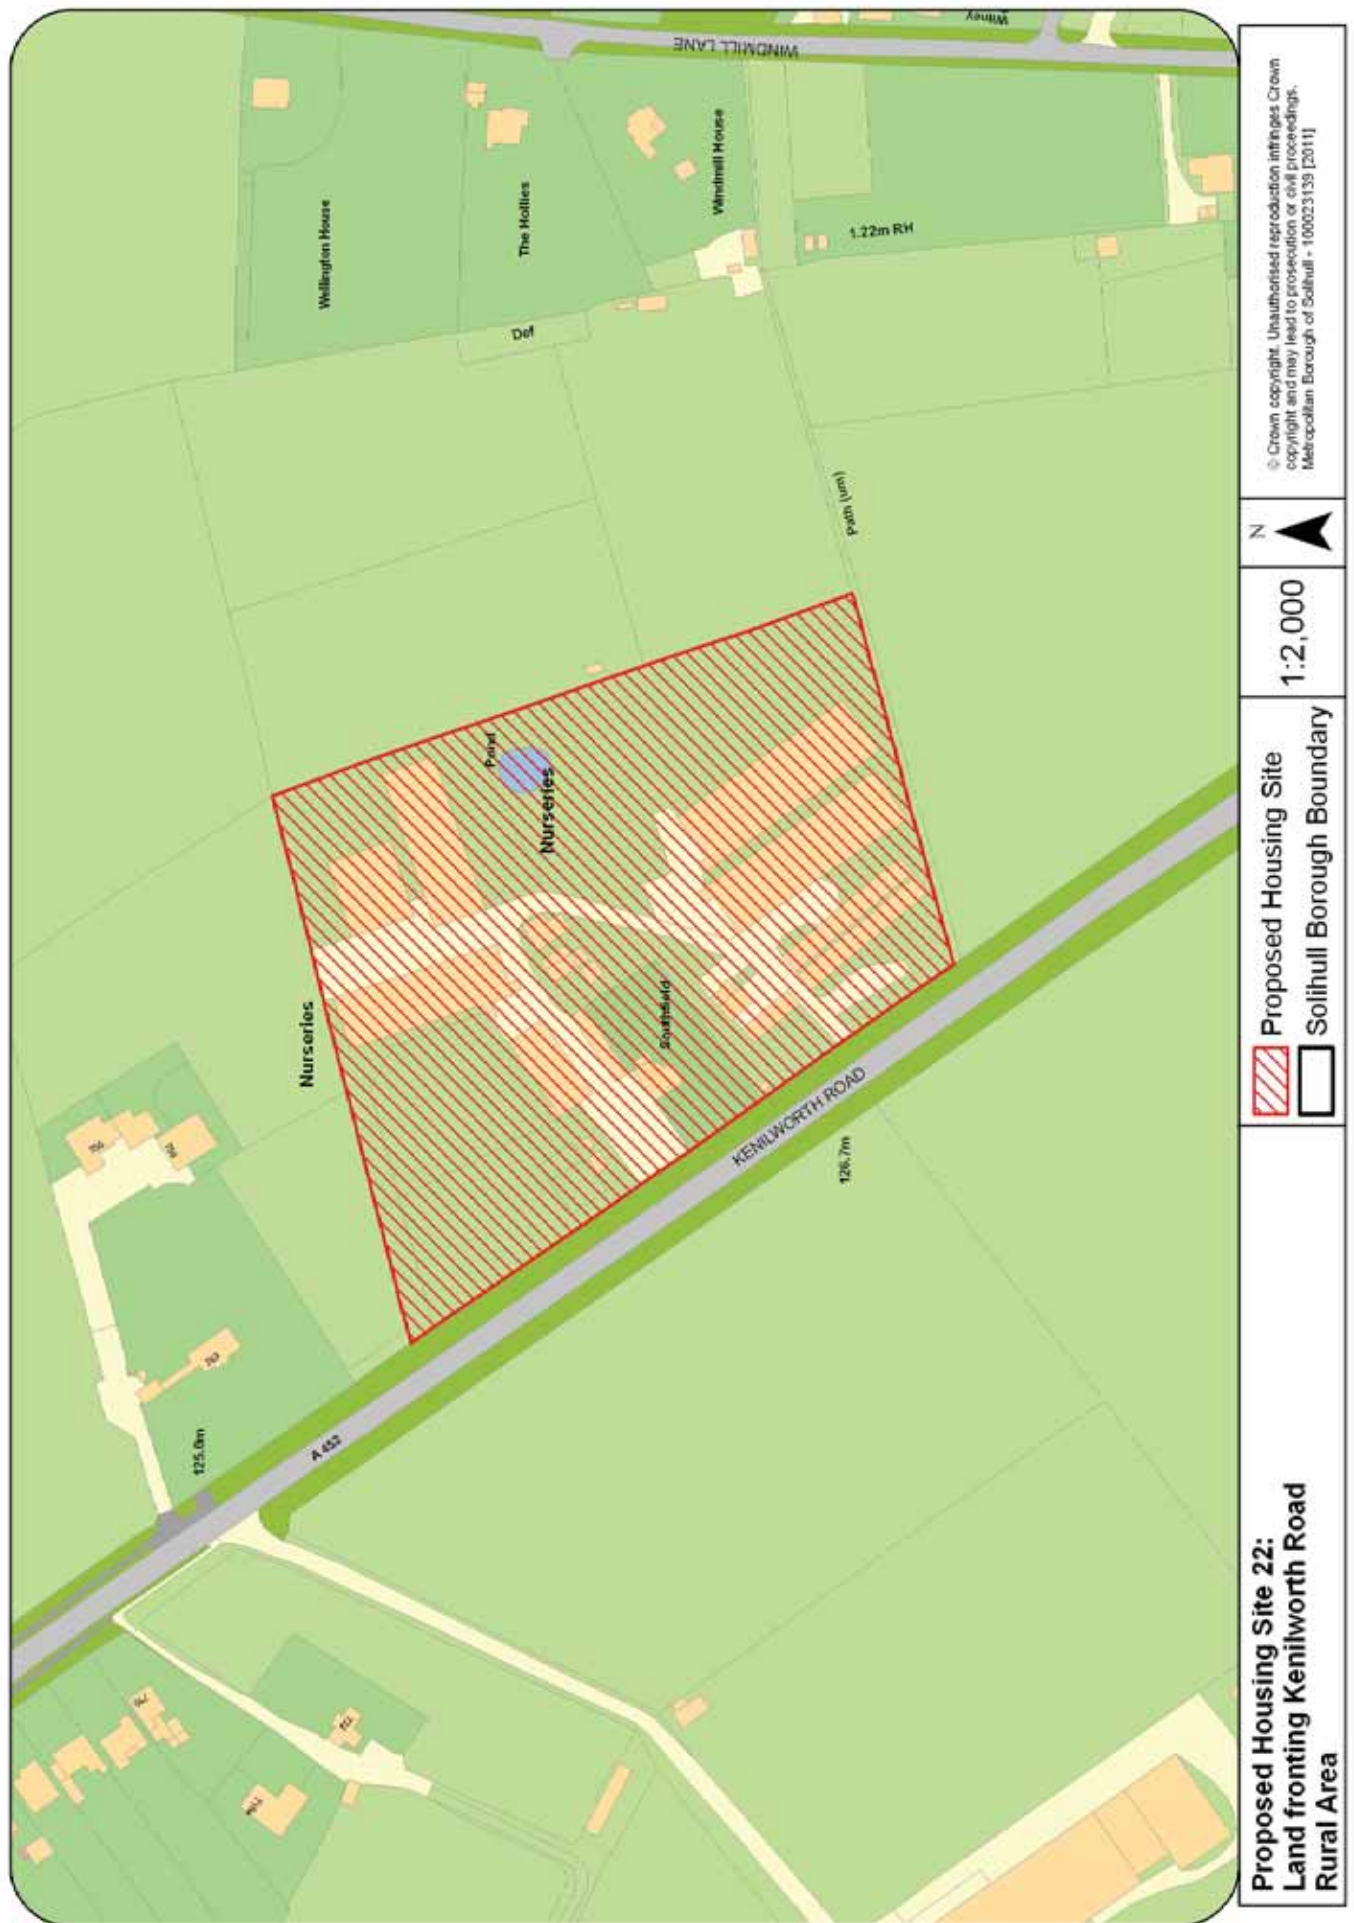 Wellington House
The Hollies
Windmill House
WINDMILL LANE
Witney
Def
1.22m RH
Path (um)
Pond
Nurseries
Nurseries
Southfield
KENILWORTH ROAD
126.7m
A 452
125.0m
Proposed Housing Site 22:
Land fronting Kenilworth Road
Rural Area
Proposed Housing Site
Solihull Borough Boundary
1:2,000
N
© Crown copyright. Unauthorised reproduction infringes Crown
copyright and may lead to prosecution or civil proceedings.
Metropolitan Borough of Solihull - 100023139 [2011]